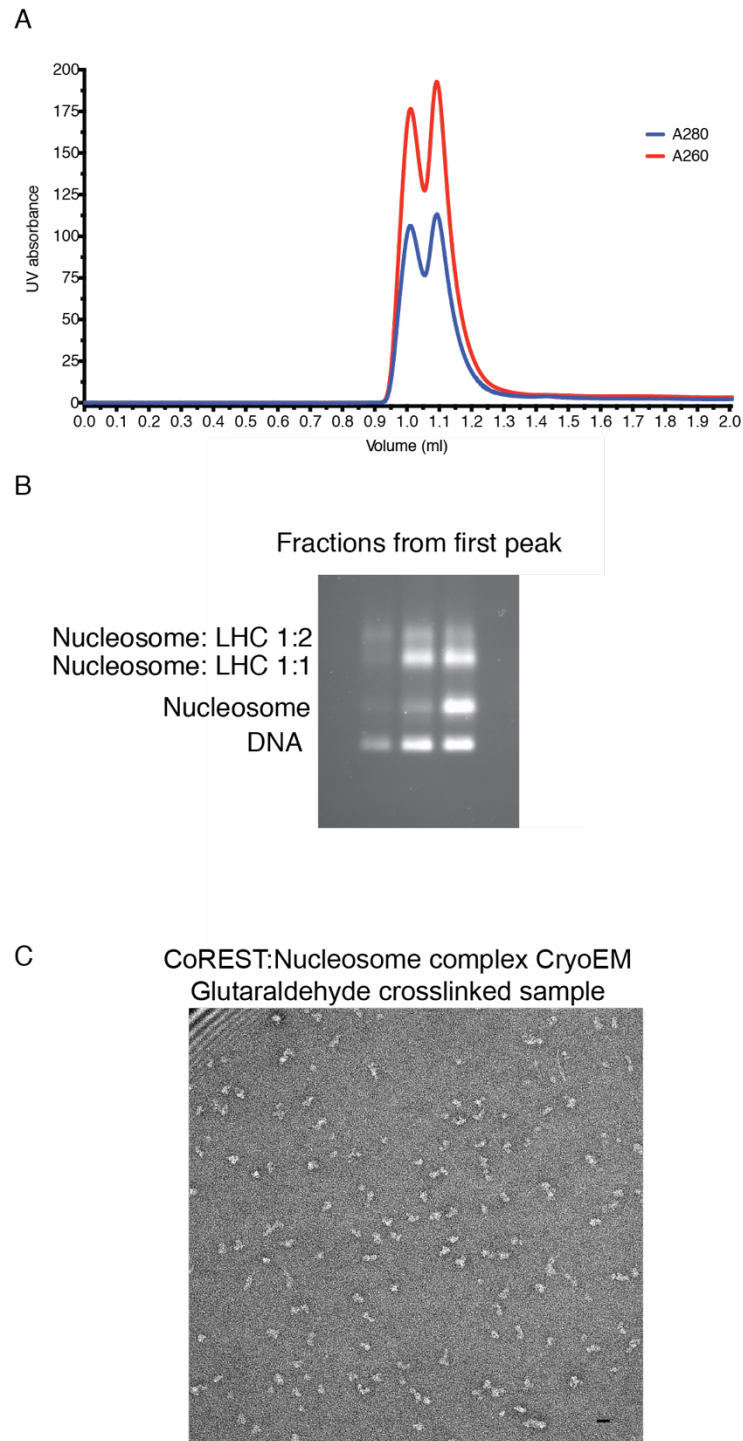 A
200
175
150
125
100
75
50
25
0
UV absorbance
A280
A260
0.0 0.1 0.2 0.3 0.4 0.5 0.6 0.7 0.8 0.9 1.0 1.1 1.2 1.3 1.4 1.5 1.6 1.7 1.8 1.9 2.0
Volume (ml)
B
Fractions from first peak
Nucleosome: LHC 1:2
Nucleosome: LHC 1:1
Nucleosome
DNA
C
CoREST:Nucleosome complex CryoEM
Glutaraldehyde crosslinked sample